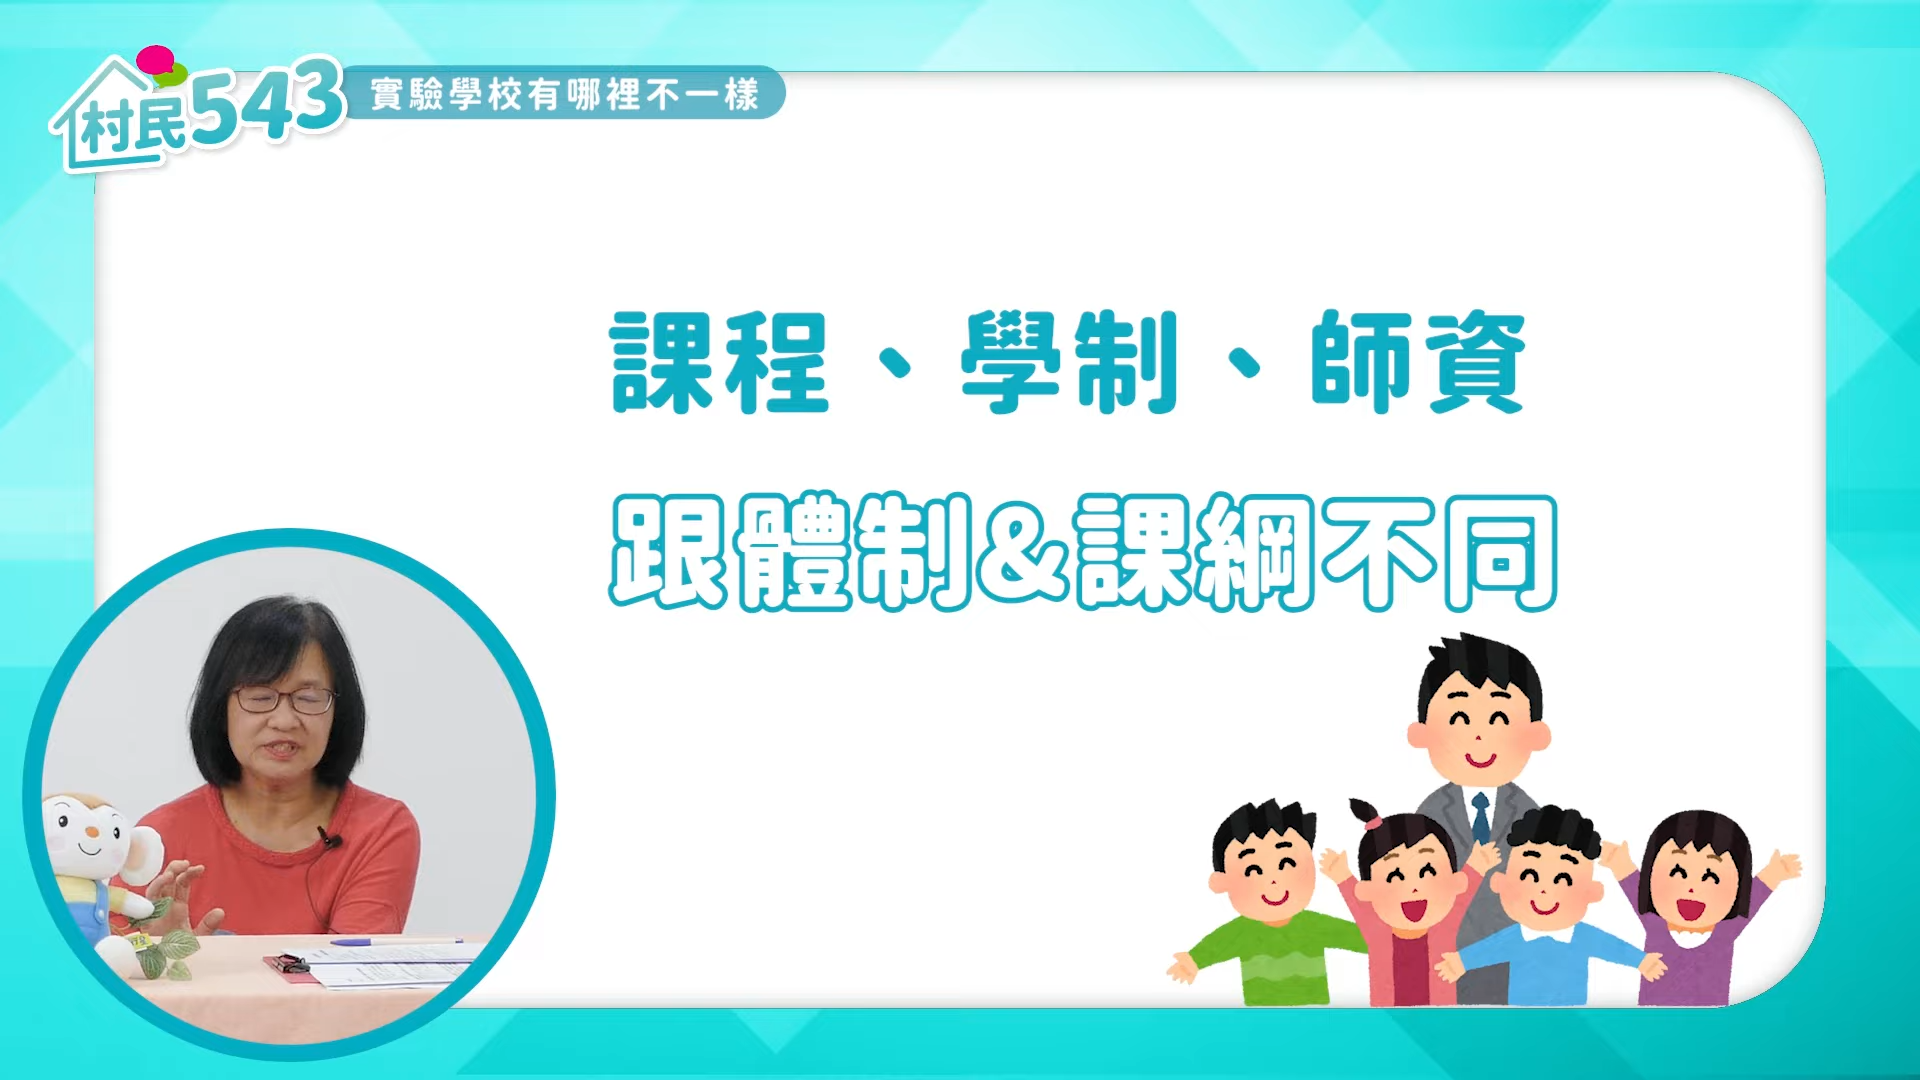 村民543
實驗學校有哪裡不一樣
課程、學制、師資
跟體制&課綱不同